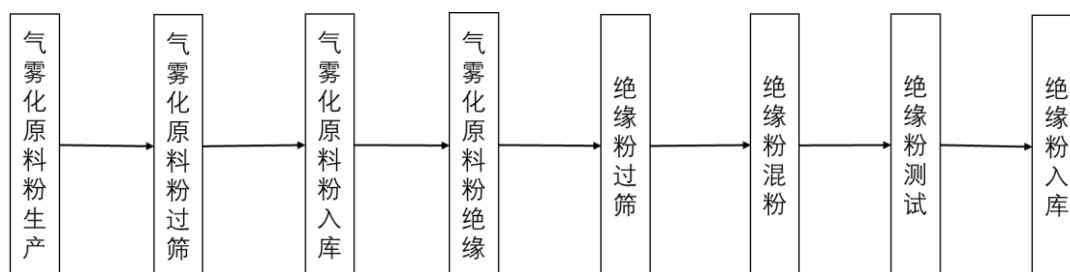 气雾化原料粉生产
气雾化原料粉过筛
气雾化原料粉入库
气雾化原料粉绝缘
绝缘粉过筛
绝缘粉混粉
绝缘粉测试
绝缘粉入库